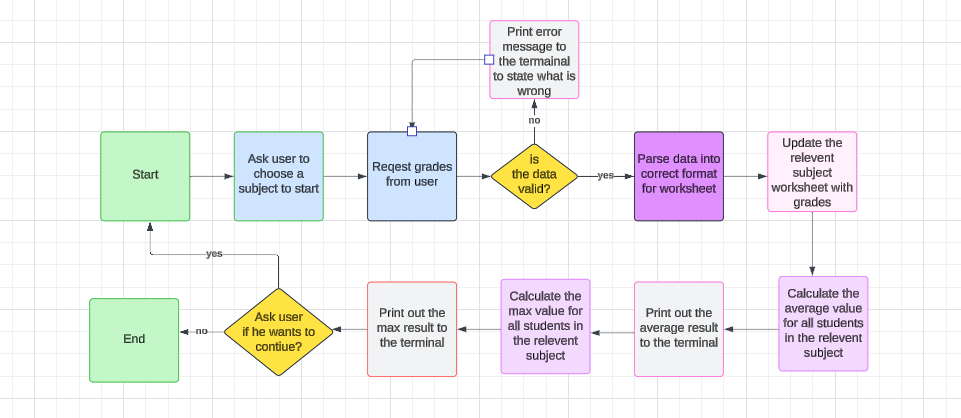 Print error
message to
the termainal
to state what is
wrong
no
Start
Ask user to
choose a
subject to start
Reqest grades
from user
is
the data
valid?
yes
Parse data into
correct format
for worksheet
Update the
relevent
subject
worksheet with
grades
yes
End
no
Ask user
if he wants to
contiue?
Print out the
max result to
the terminal
Calculate the
max value for
all students in
the relevent
subject
Print out the
average result
to the terminal
Calculate the
average value
for all students
in the relevent
subject